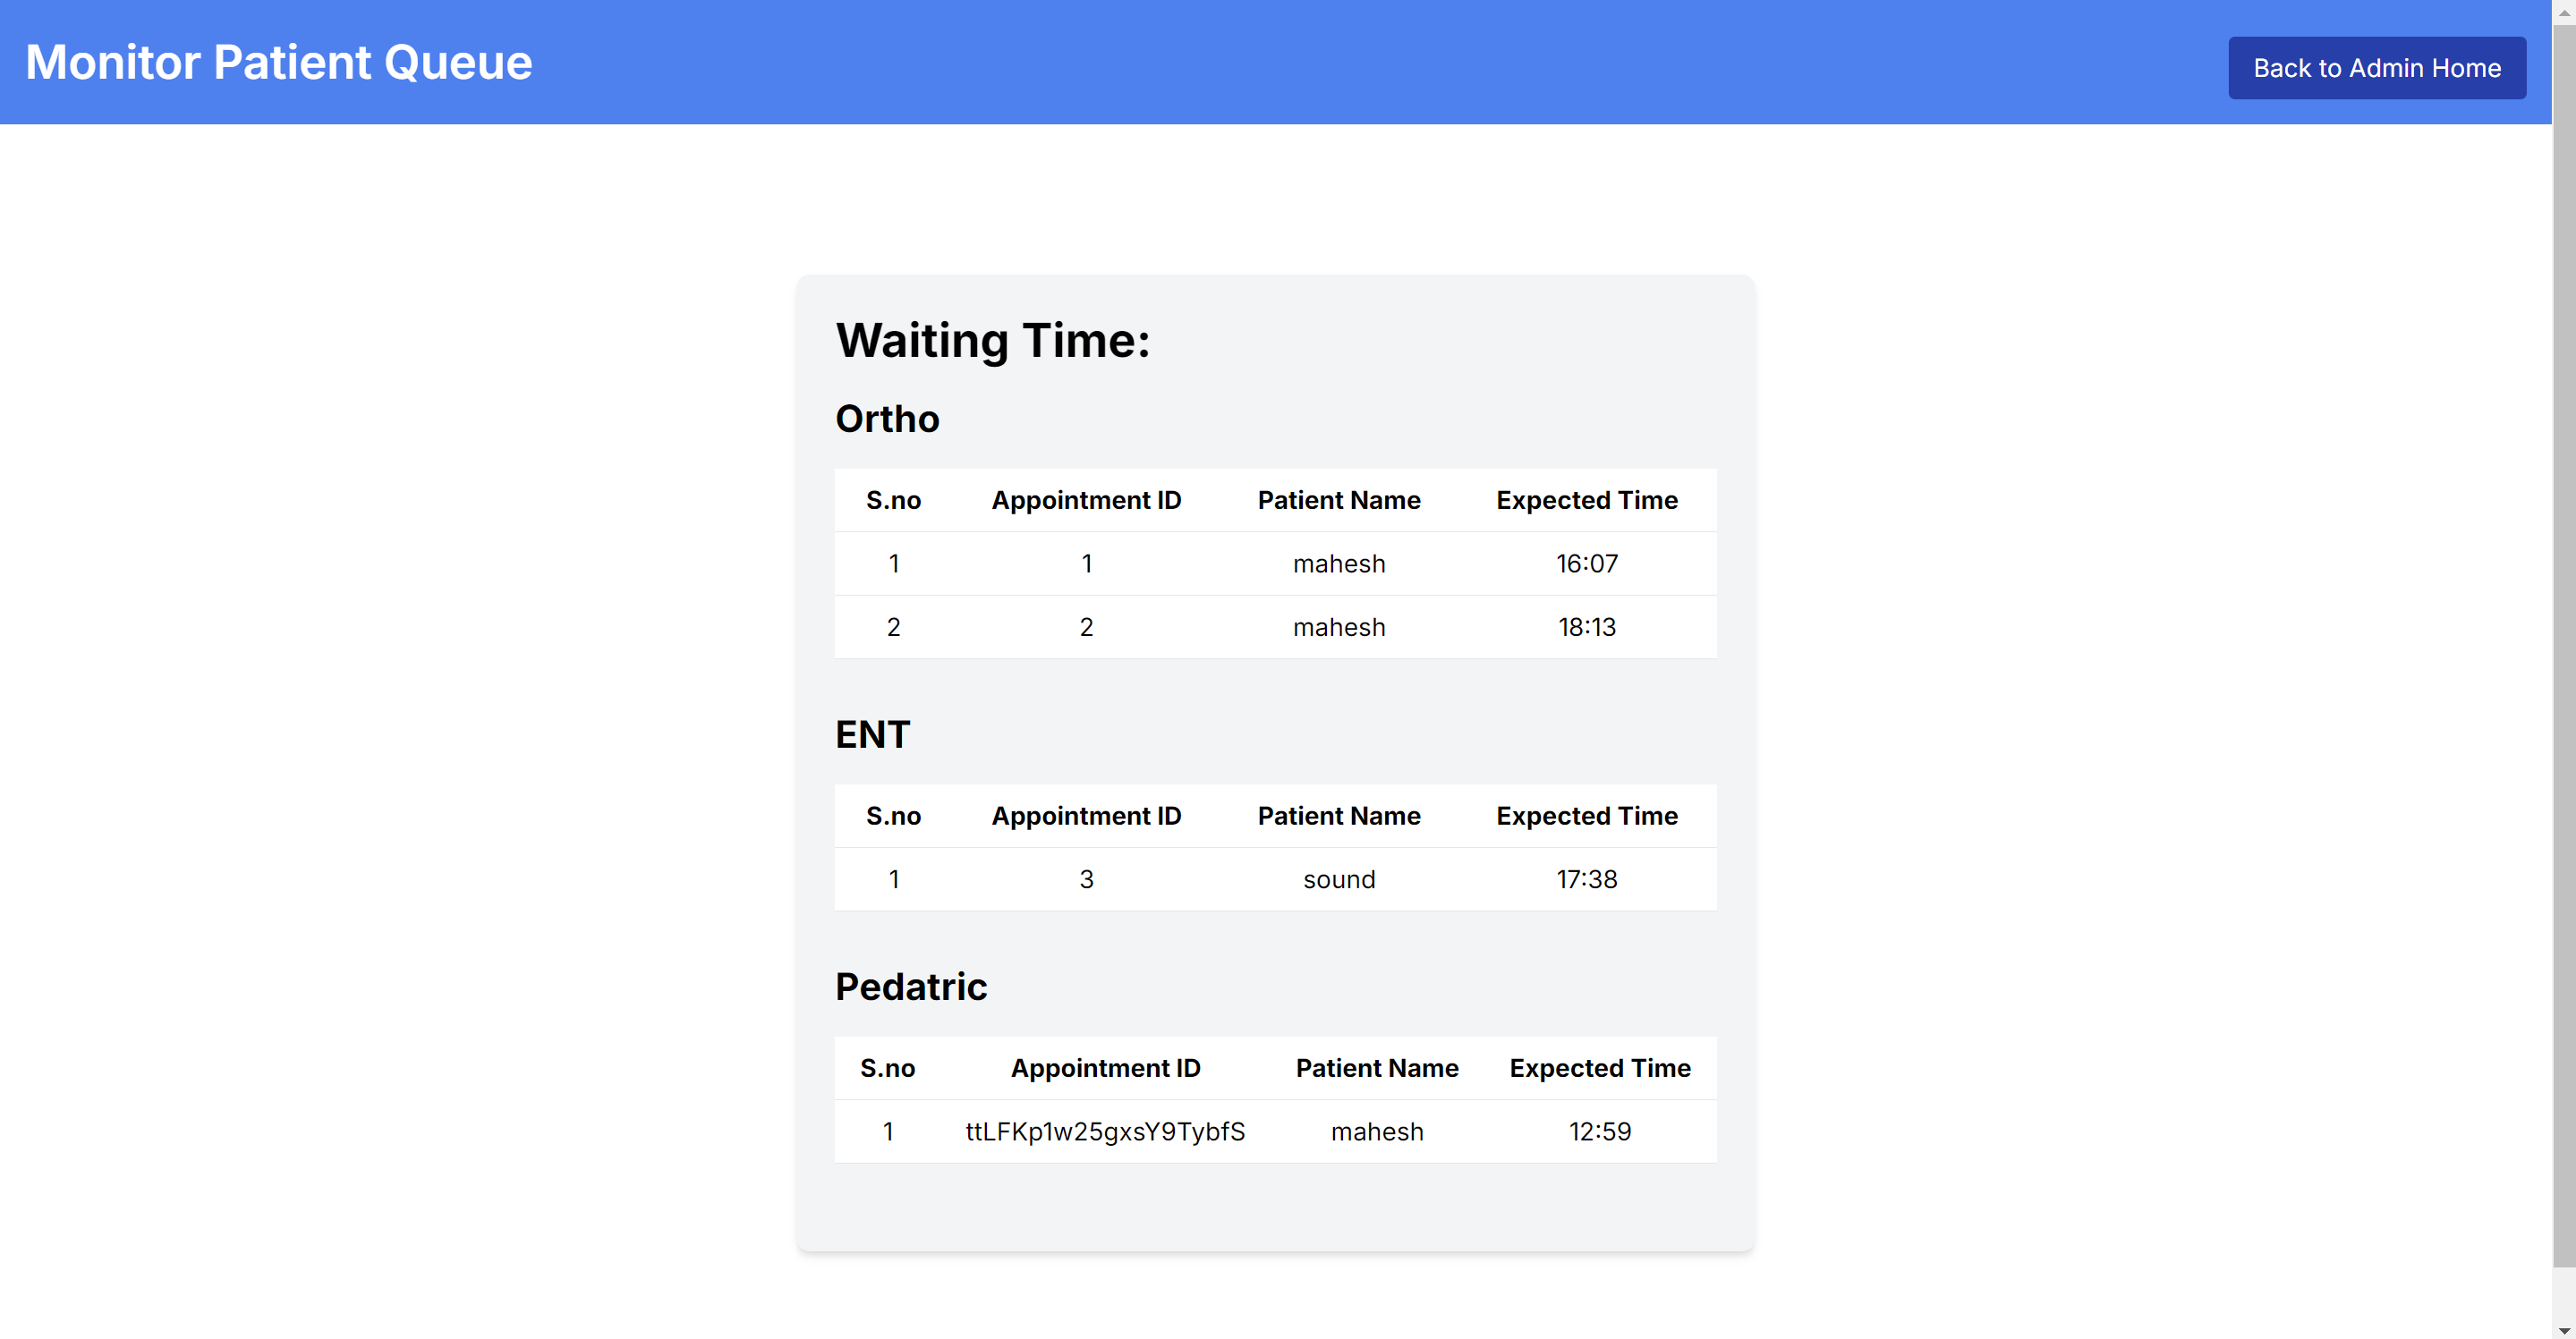 Monitor Patient Queue
Back to Admin Home
Waiting Time:
Ortho
S.no Appointment ID Patient Name Expected Time
1 1 mahesh 16:07
2 2 mahesh 18:13
ENT
S.no Appointment ID Patient Name Expected Time
1 3 sound 17:38
Pedatric
S.no Appointment ID Patient Name Expected Time
1 ttLFKp1w25gxsY9TybfS mahesh 12:59